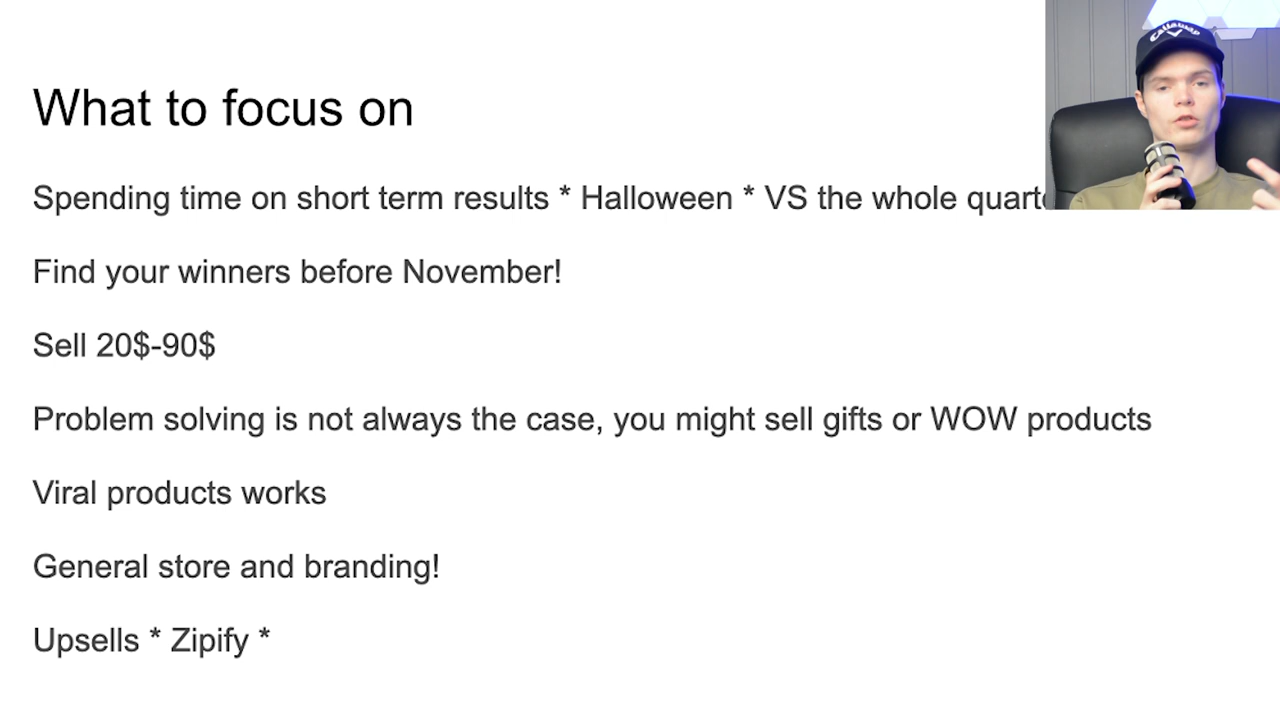 What to focus on
Spending time on short term results * Halloween * VS the whole
Find your winners before November!
Sell 20$-90$
Problem solving is not always the case, you might sell gifts or WOW products
Viral products works
General store and branding!
Upsells * Zipify *
Callaway